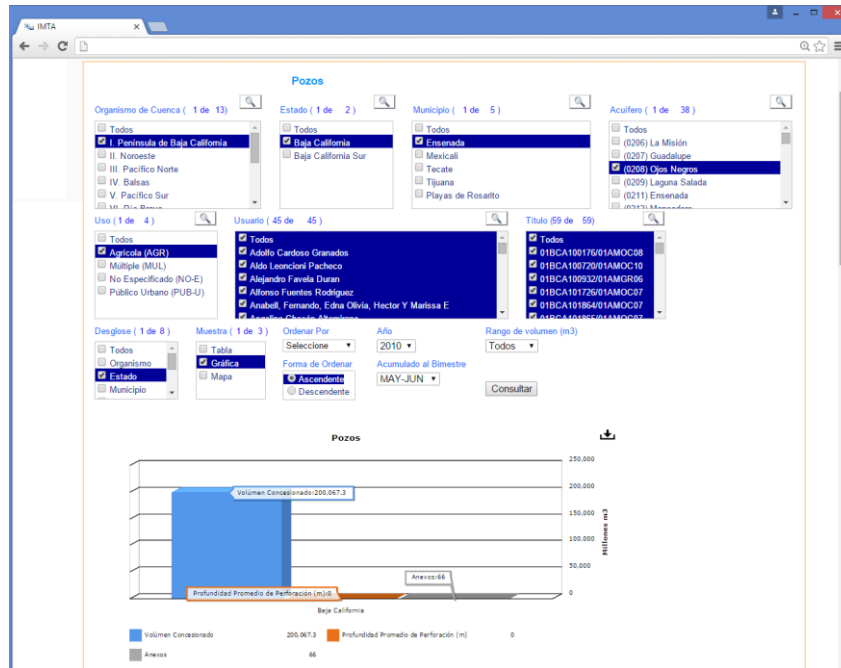 IMTA
Pozos
Organismo de Cuenca ( 1 de 13)
Estado ( 1 de 2 )
Municipio ( 1 de 5 )
Acuífero ( 1 de 38 )
Todos
I. Península de Baja California
II. Noroeste
III. Pacífico Norte
IV. Balsas
V. Pacífico Sur
VI. Río Bravo
Todos
Baja California
Baja California Sur
Todos
Ensenada
Mexicali
Tecate
Tijuana
Playas de Rosarito
Todos
(0206) La Misión
(0207) Guadalupe
(0208) Ojos Negros
(0209) Laguna Salada
(0211) Ensenada
(0212) Maneadero
Uso ( 1 de 4 )
Usuario ( 45 de 45 )
Título (59 de 59)
Todos
Agrícola (AGR)
Múltiple (MUL)
No Especificado (NO-E)
Público Urbano (PUB-U)
Todos
Adolfo Cardoso Granados
Aldo Leoncioni Pacheco
Alejandro Favela Duran
Alfonso Fuentes Rodriguez
Anabell, Fernando, Edna Olivia, Hector Y Marissa E
Todos
01BCA100176/01AMOC08
01BCA100720/01AMOC10
01BCA100932/01AMGR06
01BCA101726/01AMOC07
01BCA101864/01AMOC07
Desglose ( 1 de 8 )
Muestra ( 1 de 3 )
Ordenar Por
Año
Rango de volumen (m3)
Todos
Organismo
Estado
Municipio
Tabla
Gráfica
Mapa
Seleccione
2010
Todos
Forma de Ordenar
Acumulado al Bimestre
Ascendente
Descendente
MAY-JUN
Consultar
Pozos
250,000
200,000
150,000
100,000
50,000
0
Millones m3
Volúmen Concesionado:200,067.3
Anexos:66
Profundidad Promedio de Perforación (m):0
Baja California
Volúmen Concesionado 200,067.3
Profundidad Promedio de Perforación (m) 0
Anexos 66